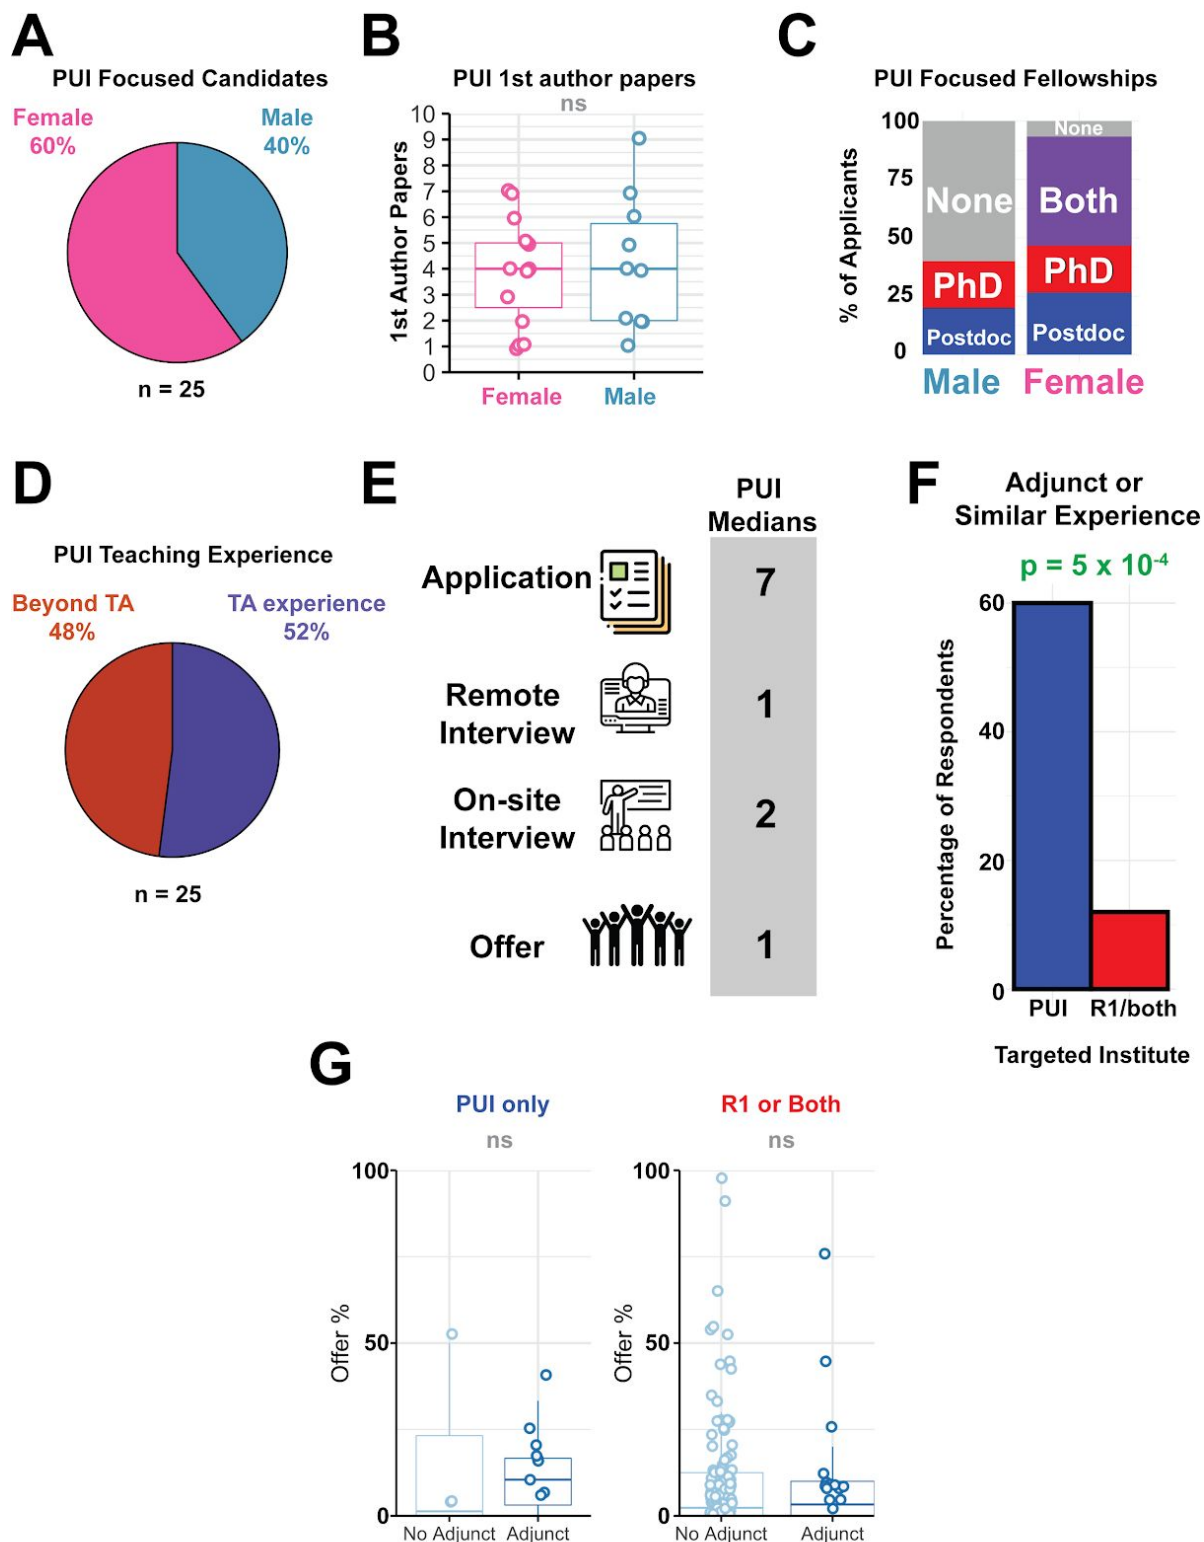 A
PUI Focused Candidates
Female
60%
Male
40%
n = 25
B
PUI 1st author papers
ns
1st Author Papers
10
9
8
7
6
5
4
3
2
1
0
Female
Male
C
PUI Focused Fellowships
% of Applicants
100
75
50
25
0
None
PhD
Postdoc
None
Both
PhD
Postdoc
Male
Female
D
PUI Teaching Experience
Beyond TA
48%
TA experience
52%
n = 25
E
PUI
Medians
Application
7
Remote
Interview
1
On-site
Interview
2
Offer
1
F
Adjunct or
Similar Experience
p = 5 x 10⁻⁴
Percentage of Respondents
60
40
20
0
PUI
R1/both
Targeted Institute
G
PUI only
ns
Offer %
100
50
0
No Adjunct
Adjunct
R1 or Both
ns
Offer %
100
50
0
No Adjunct
Adjunct